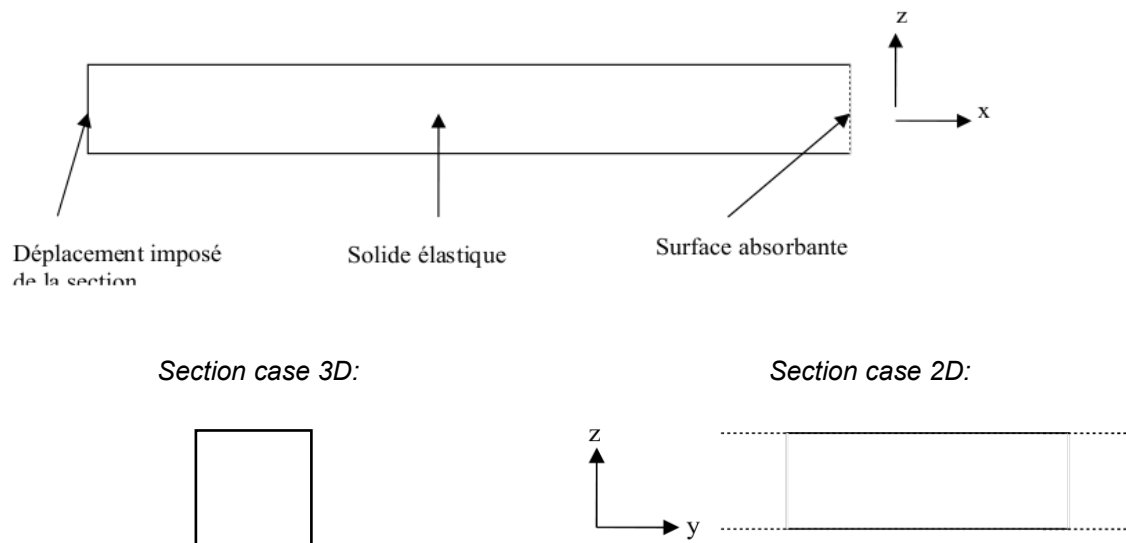 z
x
Déplacement imposé
de la section
Solide élastique
Surface absorbante
Section case 3D:
Section case 2D:
z
y